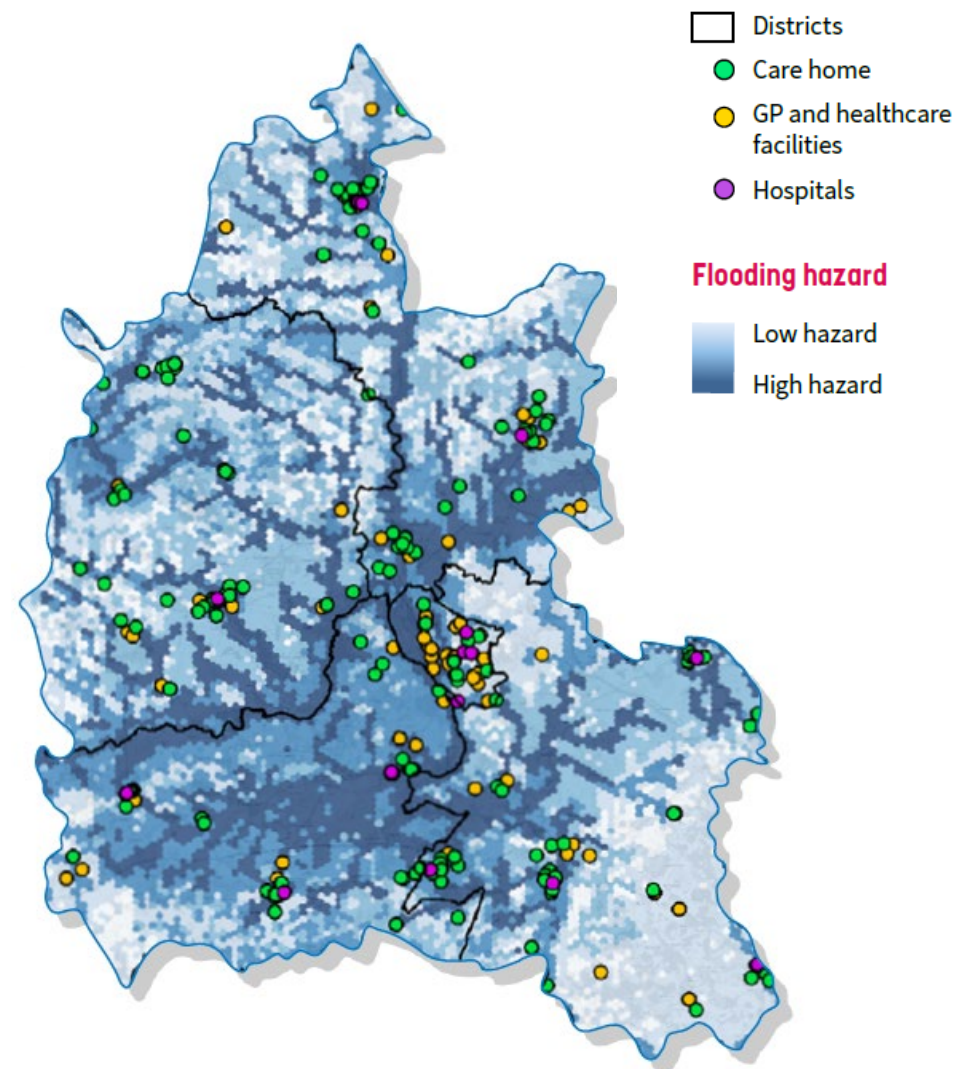 Districts
Care home
GP and healthcare
facilities
Hospitals
Flooding hazard
Low hazard
High hazard